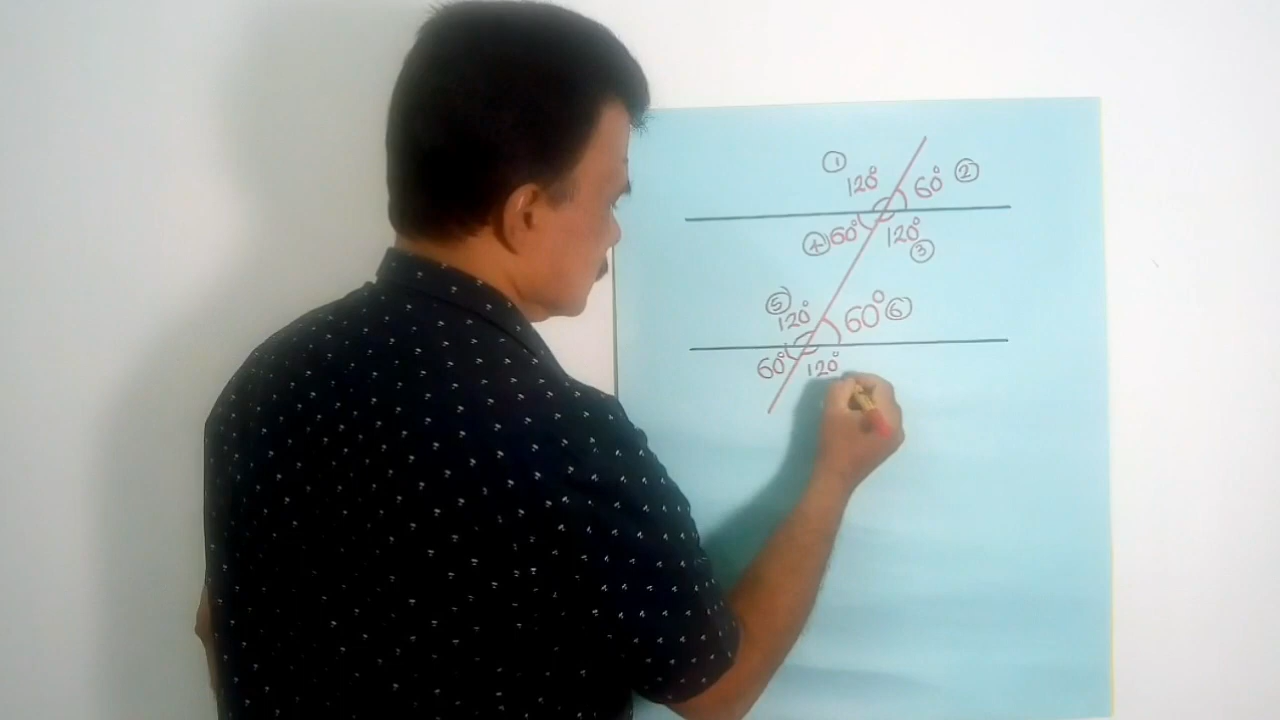 ① 120° 60° ②
④ 60° 120° ③
⑤ 120° 60° ⑥
60° 120°